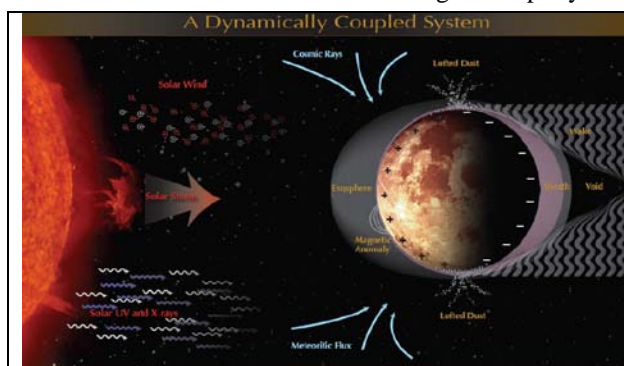 A Dynamically Coupled System
Cosmic Rays
Lofted Dust
Solar Wind
Wake
Solar Storm
Exosphere
Sheath
Void
Magnetic
Anomaly
Solar UV and X-rays
Lofted Dust
Meteoritic Flux